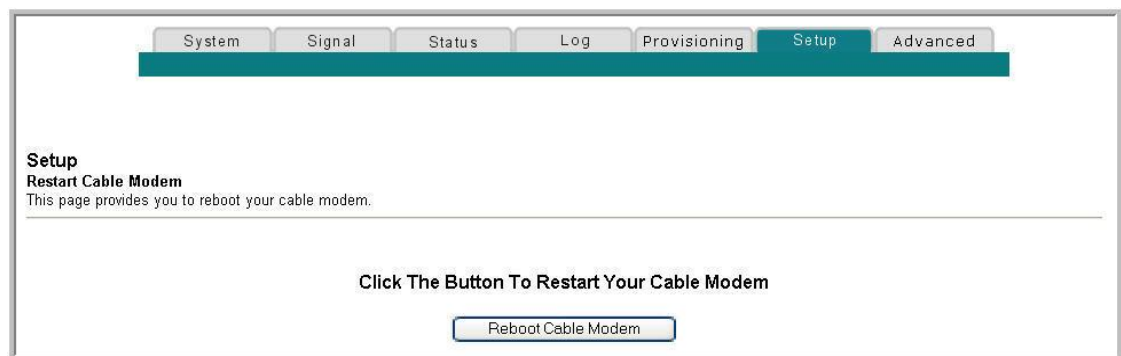 System Signal Status Log Provisioning Setup Advanced
Setup
Restart Cable Modem
This page provides you to reboot your cable modem.
Click The Button To Restart Your Cable Modem
Reboot Cable Modem